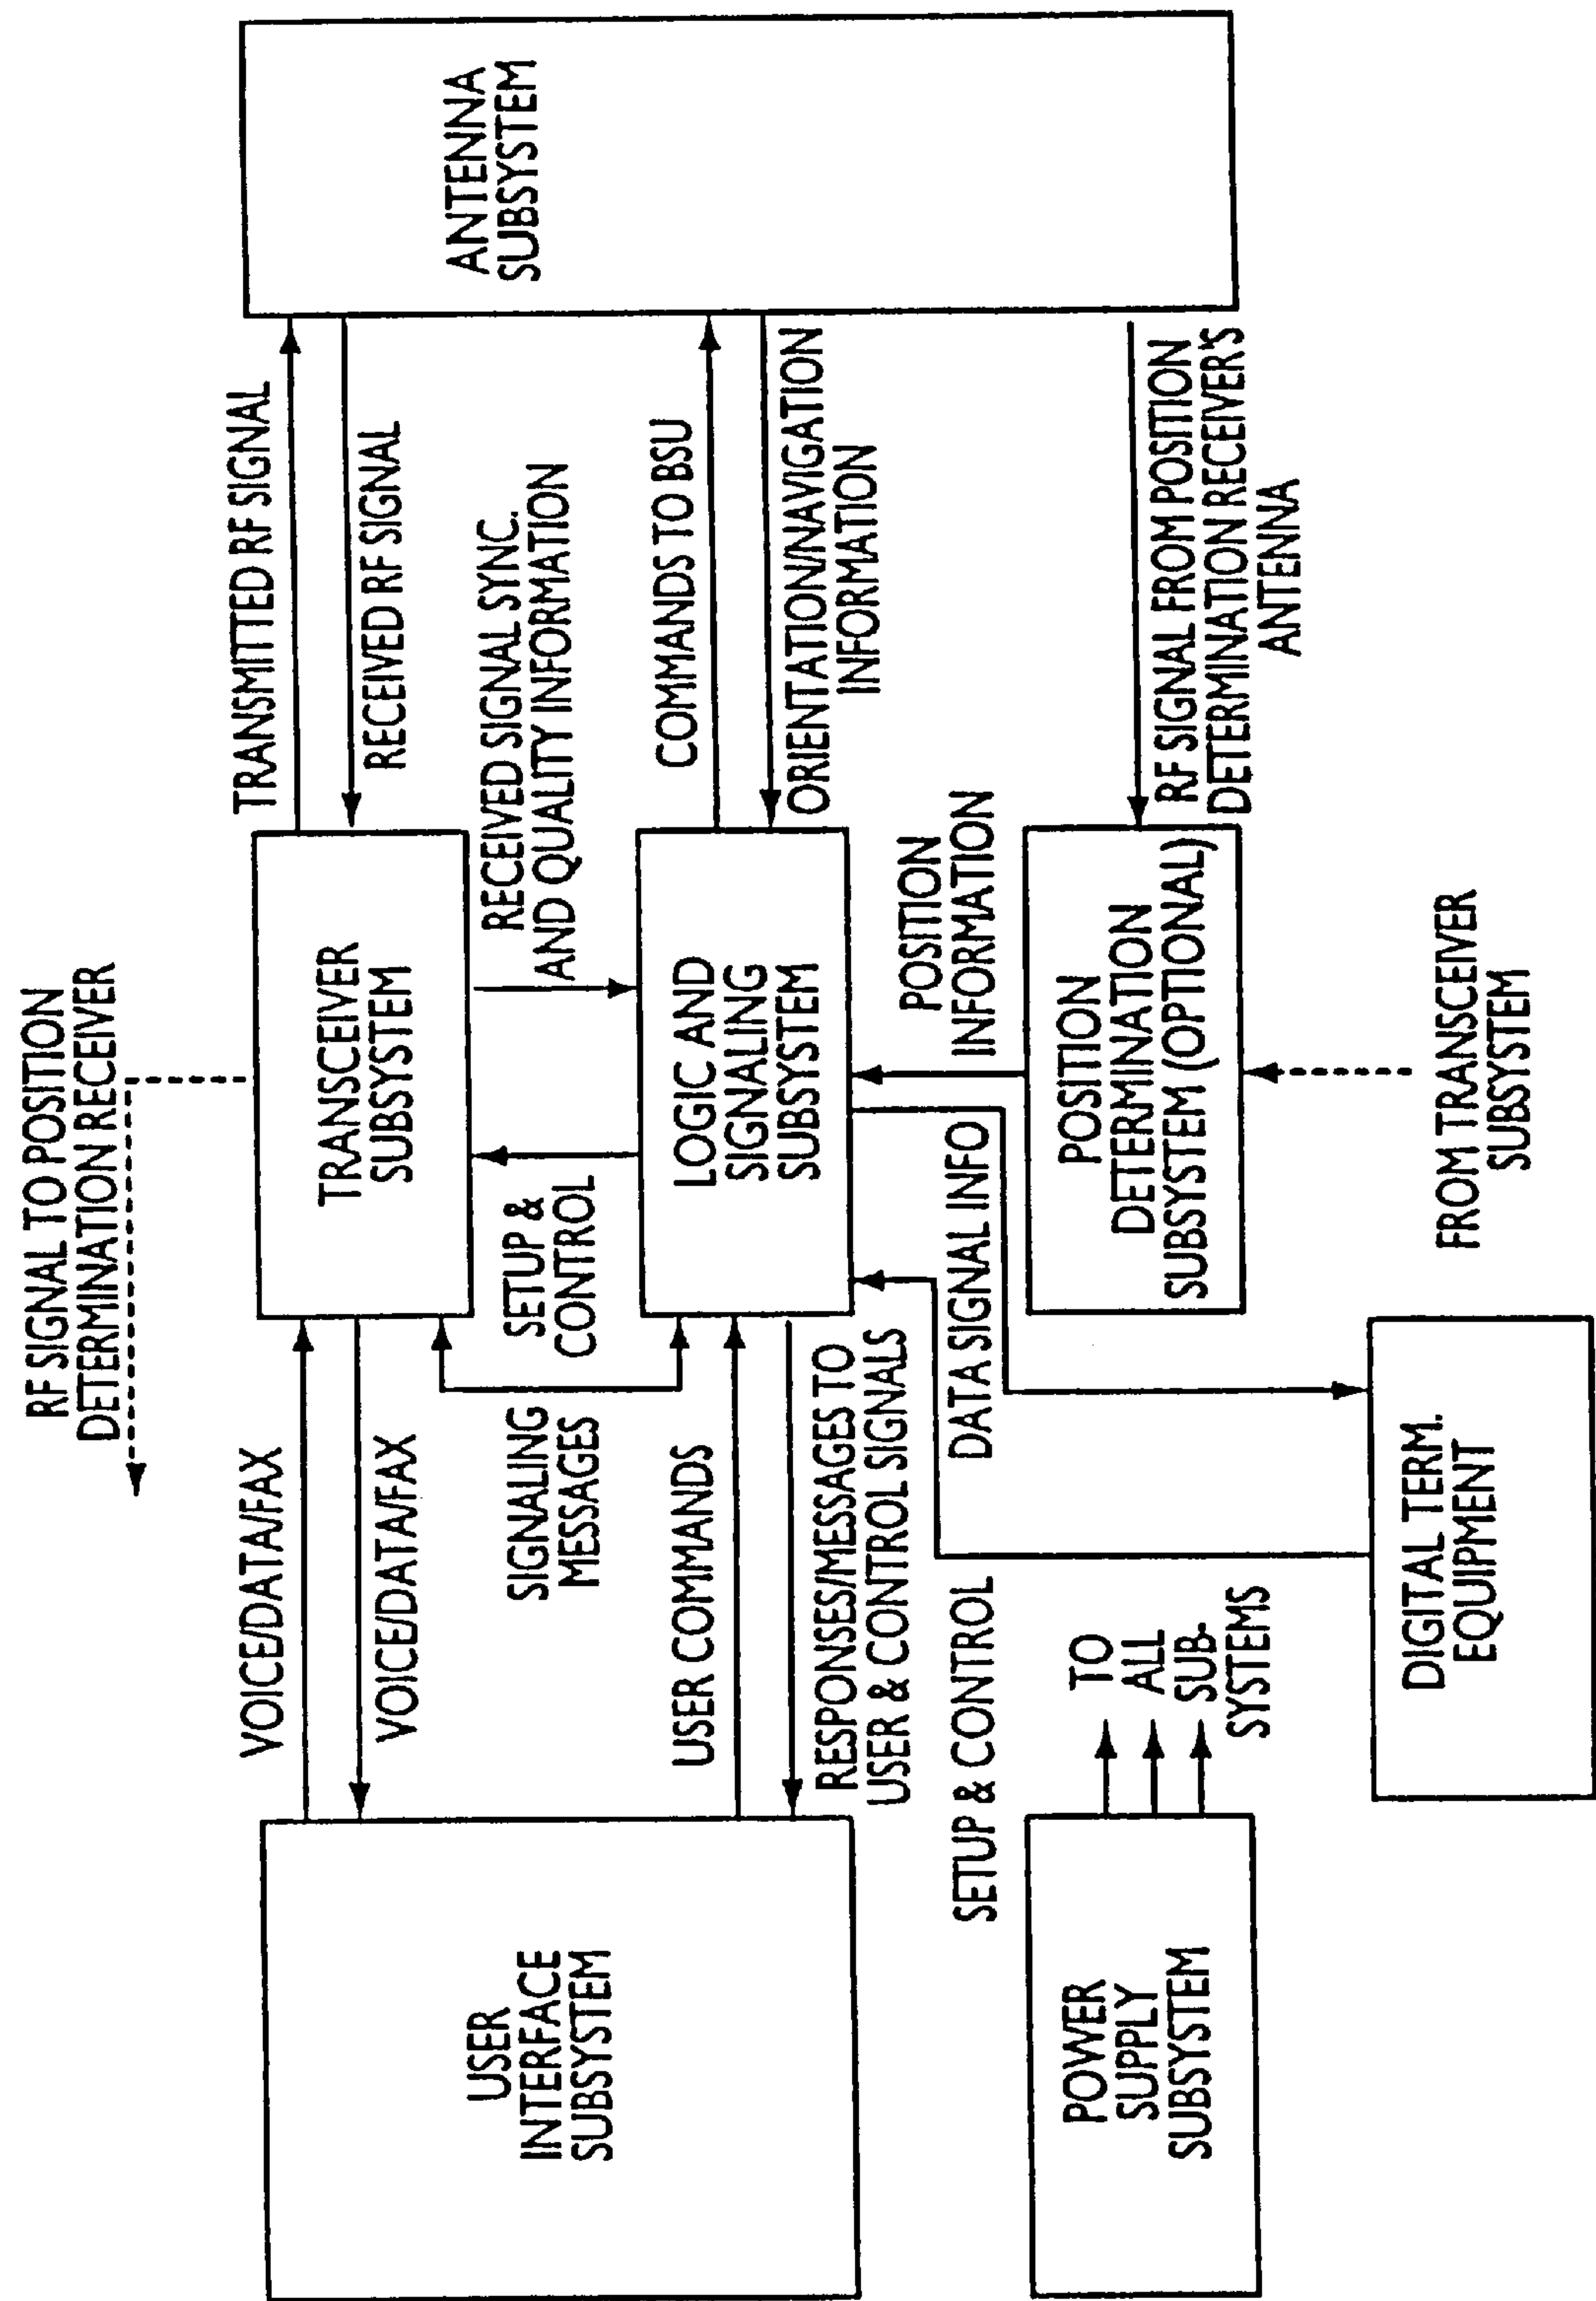 RF SIGNAL TO POSITION
DETERMINATION RECEIVER
VOICE/DATA/FAX
VOICE/DATA/FAX
TRANSCEIVER
SUBSYSTEM
TRANSMITTED RF SIGNAL
RECEIVED RF SIGNAL
ANTENNA
SUBSYSTEM
USER
INTERFACE
SUBSYSTEM
SIGNALING
MESSAGES
SETUP &
CONTROL
RECEIVED SIGNAL SYNC.
AND QUALITY INFORMATION
USER COMMANDS
LOGIC AND
SIGNALING
SUBSYSTEM
COMMANDS TO BSU
ORIENTATION/NAVIGATION
INFORMATION
RESPONSES/MESSAGES TO
USER & CONTROL SIGNALS
SETUP & CONTROL
DATA SIGNAL INFO
POSITION
INFORMATION
POWER
SUPPLY
SUBSYSTEM
TO
ALL
SUB-
SYSTEMS
POSITION
DETERMINATION
SUBSYSTEM (OPTIONAL)
RF SIGNAL FROM POSITION
DETERMINATION RECEIVER'S
ANTENNA
DIGITAL TERM.
EQUIPMENT
FROM TRANSCEIVER
SUBSYSTEM